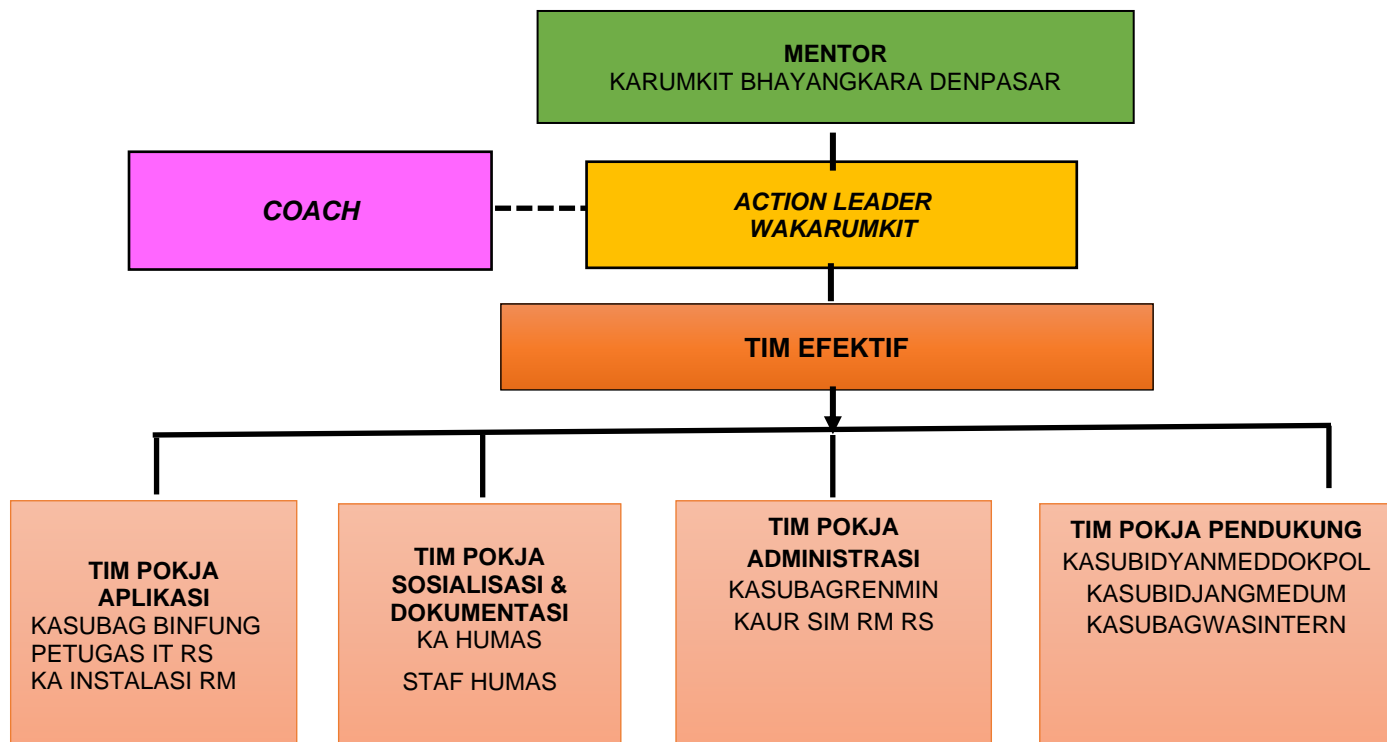 MENTOR
KARUMKIT BHAYANGKARA DENPASAR
COACH
ACTION LEADER
WAKARUMKIT
TIM EFEKTIF
TIM POKJA
APLIKASI
KASUBAG BINFUNG
PETUGAS IT RS
KA INSTALASI RM
TIM POKJA
SOSIALISASI &
DOKUMENTASI
KA HUMAS
STAF HUMAS
TIM POKJA
ADMINISTRASI
KASUBAGRENMIN
KAUR SIM RM RS
TIM POKJA PENDUKUNG
KASUBIDYANMEDDOKPOL
KASUBIDJANGMEDUM
KASUBAGWASINTERN